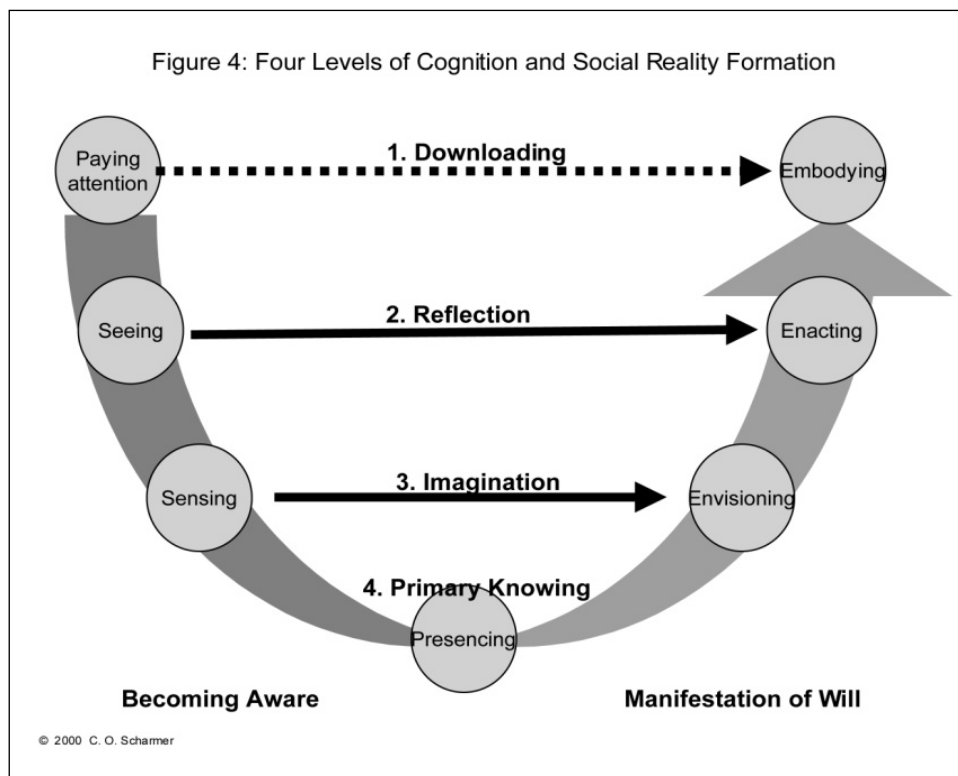 Figure 4: Four Levels of Cognition and Social Reality Formation
Paying
attention
1. Downloading
Embodying
Seeing
2. Reflection
Enacting
Sensing
3. Imagination
Envisioning
4. Primary Knowing
Presencing
Becoming Aware
Manifestation of Will
© 2000 C. O. Scharmer